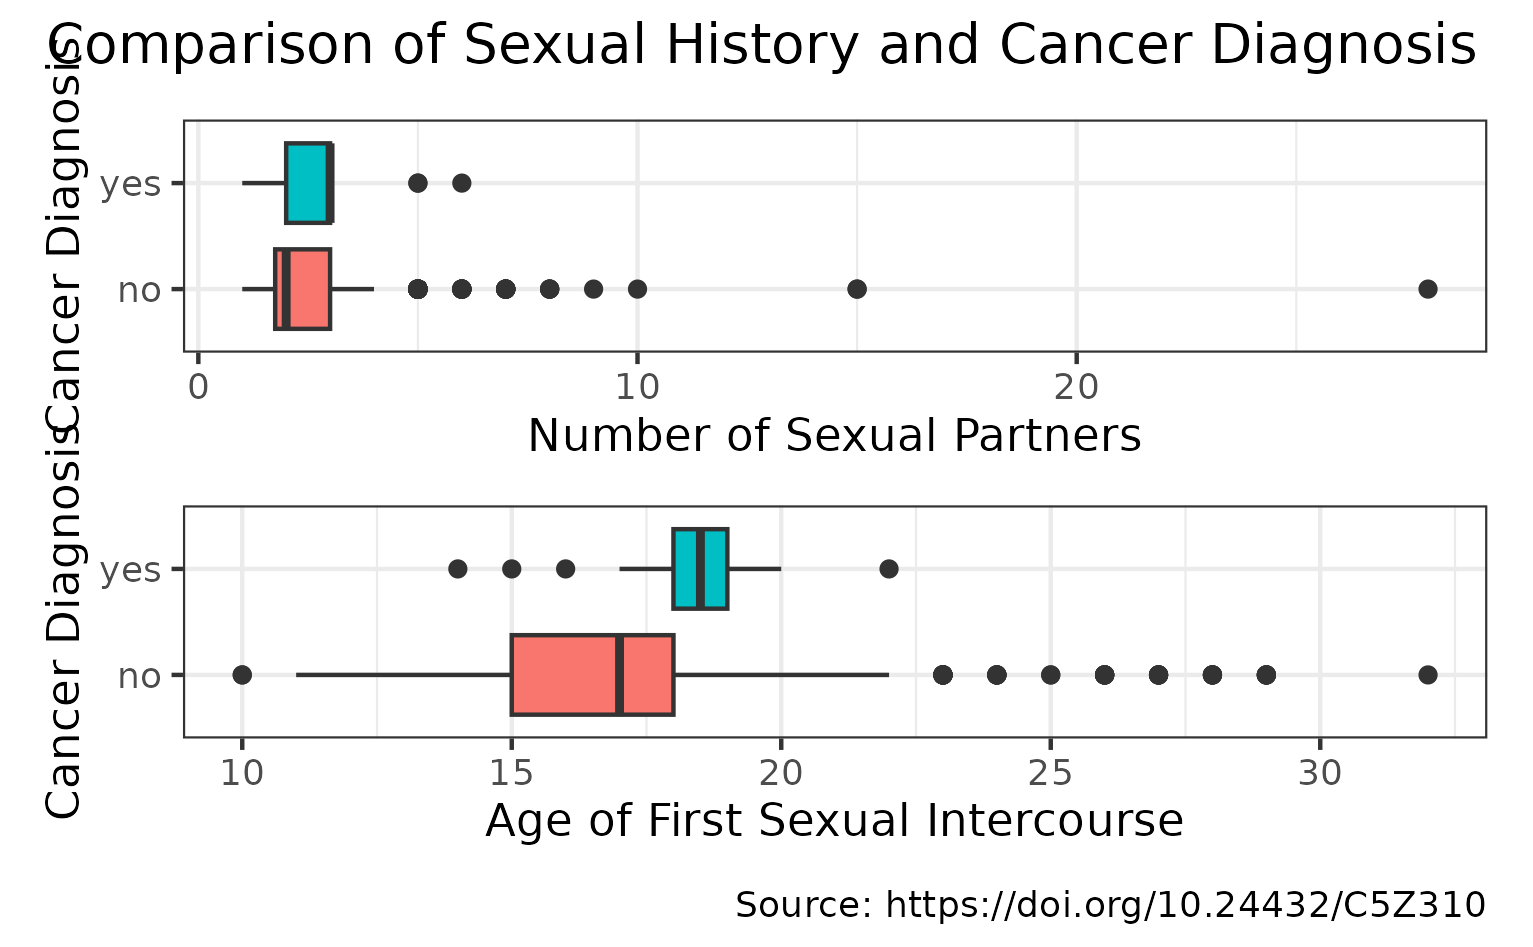 Comparison of Sexual History and Cancer Diagnosis
Cancer Diagnosis
yes
no
0 10 20
Number of Sexual Partners
Cancer Diagnosis
yes
no
10 15 20 25 30
Age of First Sexual Intercourse
Source: https://doi.org/10.24432/C5Z310